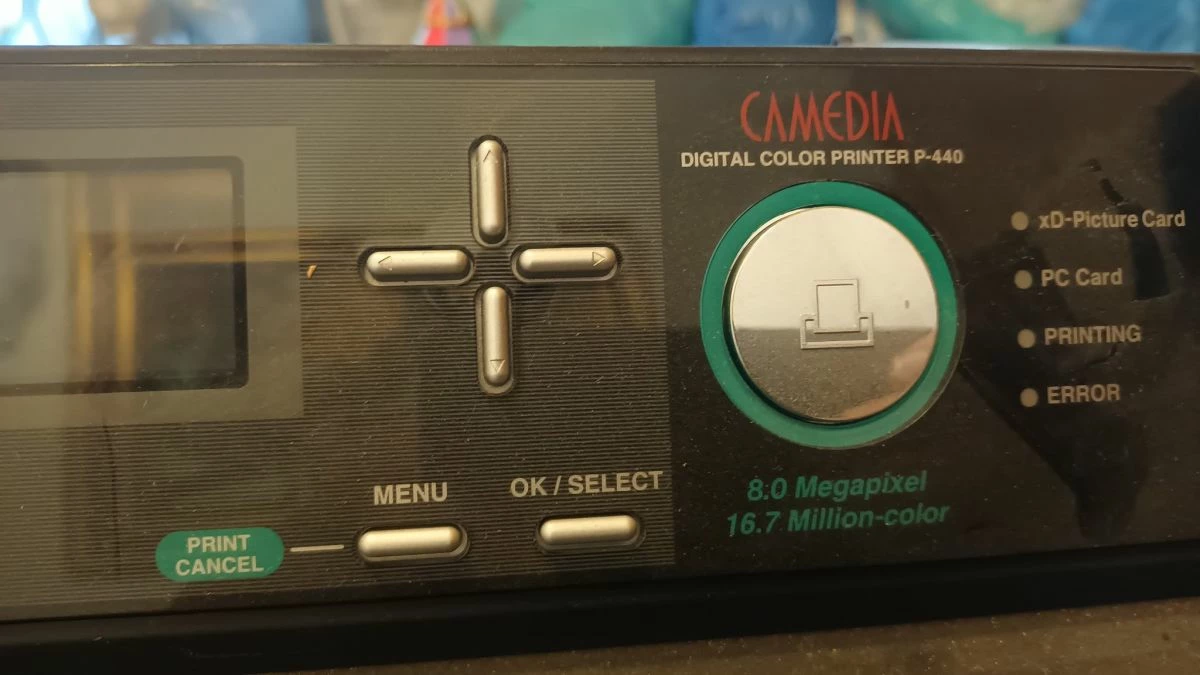 CAMEDIA
DIGITAL COLOR PRINTER P-440
xD-Picture Card
PC Card
PRINTING
ERROR
8.0 Megapixel
16.7 Million-color
MENU
OK / SELECT
PRINT
CANCEL